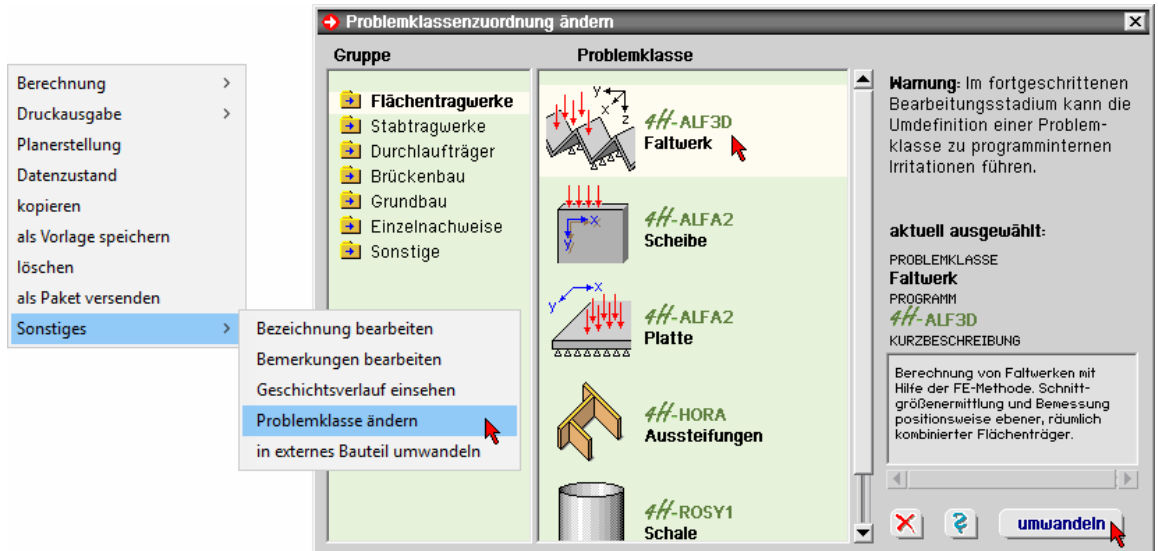 Berechnung
Druckausgabe
Planerstellung
Datenzustand
kopieren
als Vorlage speichern
löschen
als Paket versenden
Sonstiges
Bezeichnung bearbeiten
Bemerkungen bearbeiten
Geschichtsverlauf einsehen
Problemklasse ändern
in externes Bauteil umwandeln
Problemklassenzuordnung ändern
Gruppe
Flächentragwerke
Stabtragwerke
Durchlaufträger
Brückenbau
Grundbau
Einzelnachweise
Sonstige
Problemklasse
y
x
z
4H-ALF3D
Faltwerk
x
y
4H-ALFA2
Scheibe
y
x
4H-ALFA2
Platte
4H-HORA
Aussteifungen
4H-ROSY1
Schale
Warnung: Im fortgeschrittenen
Bearbeitungsstadium kann die
Umdefinition einer Problem-
klasse zu programminternen
Irritationen führen.
aktuell ausgewählt:
PROBLEMKLASSE
Faltwerk
PROGRAMM
4H-ALF3D
KURZBESCHREIBUNG
Berechnung von Faltwerken mit
Hilfe der FE-Methode. Schnitt-
größenermittlung und Bemessung
positionsweise ebener, räumlich
kombinierter Flächenträger.
umwandeln